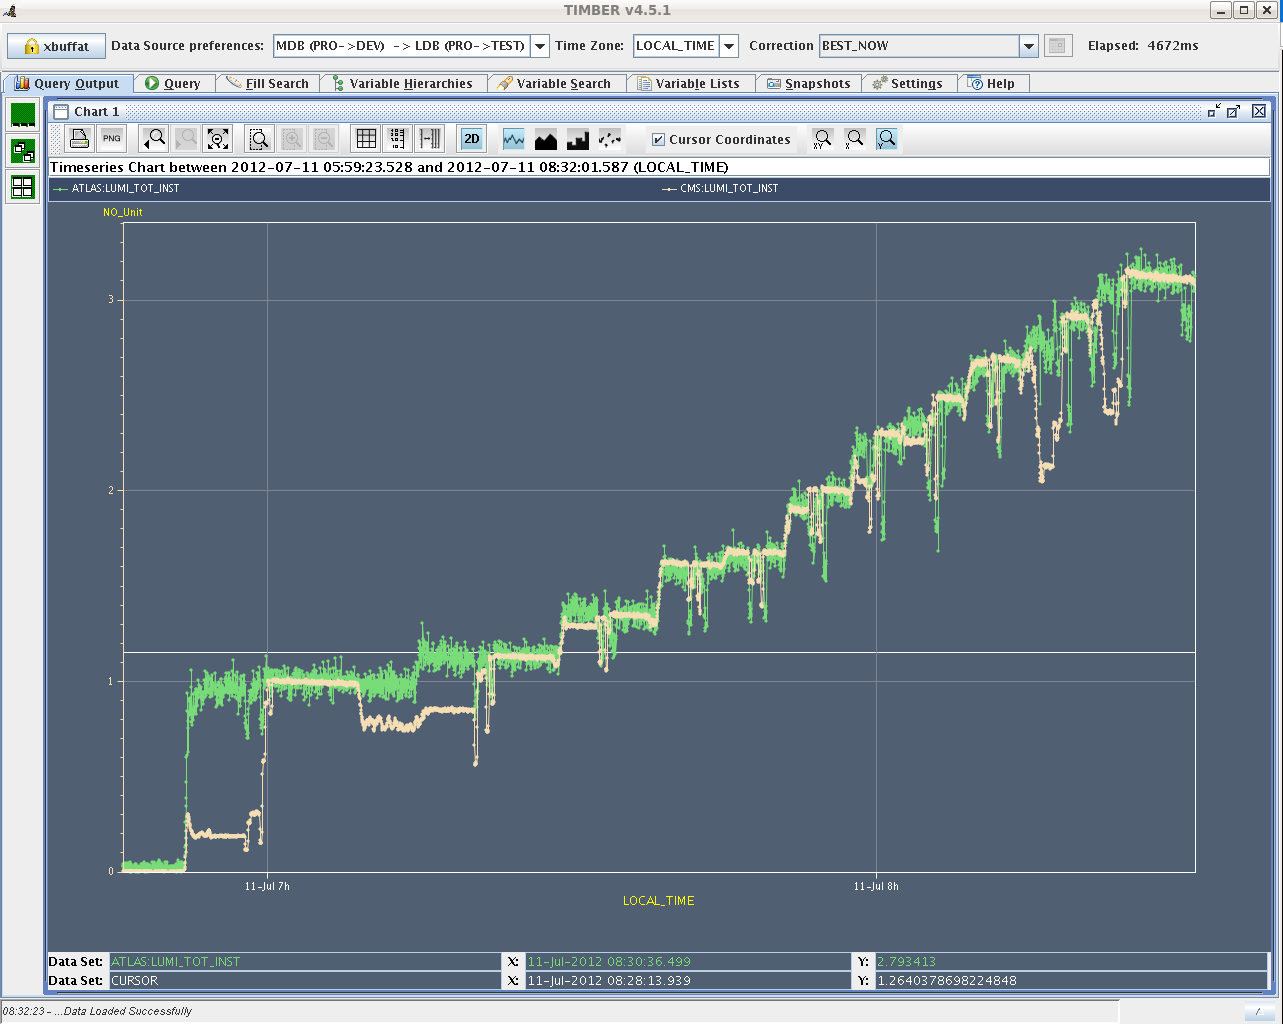 TIMBER v4.5.1
xbuffat Data Source preferences: MDB (PRO->DEV) -> LDB (PRO->TEST) Time Zone: LOCAL_TIME Correction BEST_NOW Elapsed: 4672ms
Query Output Query Fill Search Variable Hierarchies Variable Search Variable Lists Snapshots Settings Help
Chart 1
PNG 2D Cursor Coordinates XY X Y
Timeseries Chart between 2012-07-11 05:59:23.528 and 2012-07-11 08:32:01.587 (LOCAL_TIME)
ATLAS:LUMI_TOT_INST CMS:LUMI_TOT_INST
NO_Unit
3
2
1
0
11-Jul 7h 11-Jul 8h
LOCAL_TIME
Data Set: ATLAS:LUMI_TOT_INST X: 11-Jul-2012 08:30:36.499 Y: 2.793413
Data Set: CURSOR X: 11-Jul-2012 08:28:13.939 Y: 1.2640378698224848
08:32:23 - ...Data Loaded Successfully